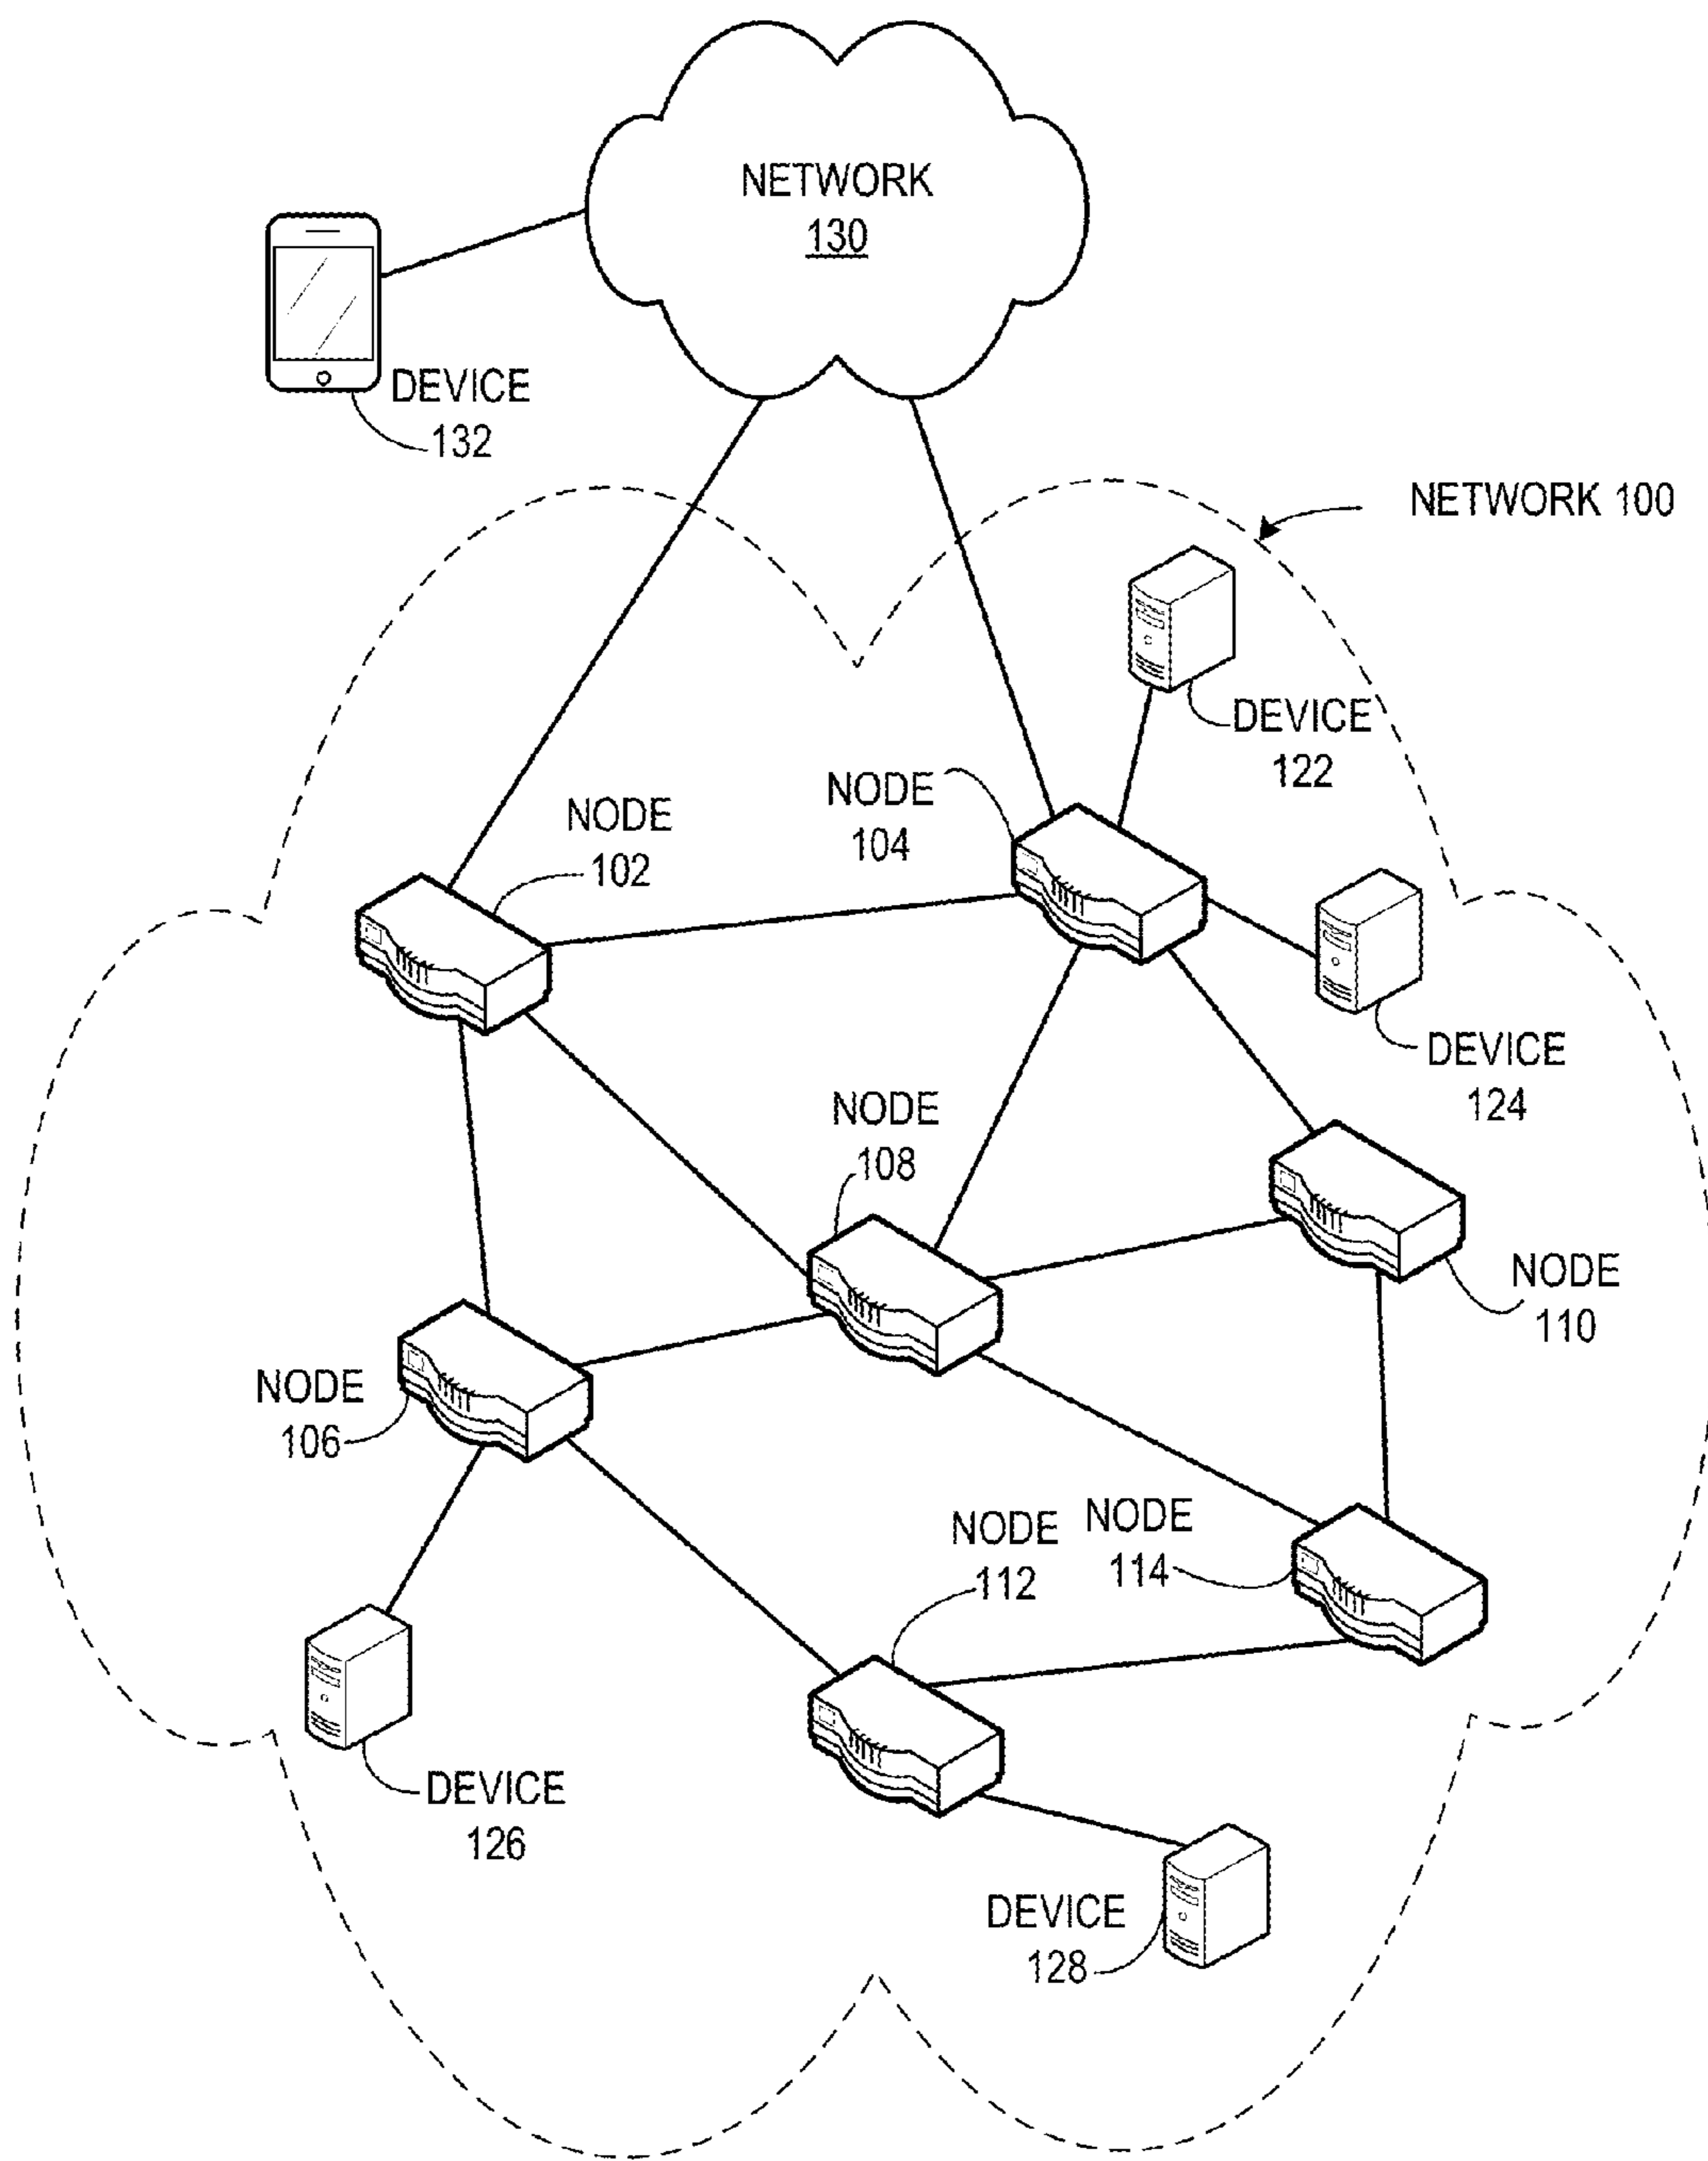 NETWORK
130
DEVICE
132
NETWORK 100
DEVICE
122
NODE
104
NODE
102
DEVICE
124
NODE
108
NODE
110
NODE
106
NODE
112
NODE
114
DEVICE
126
DEVICE
128